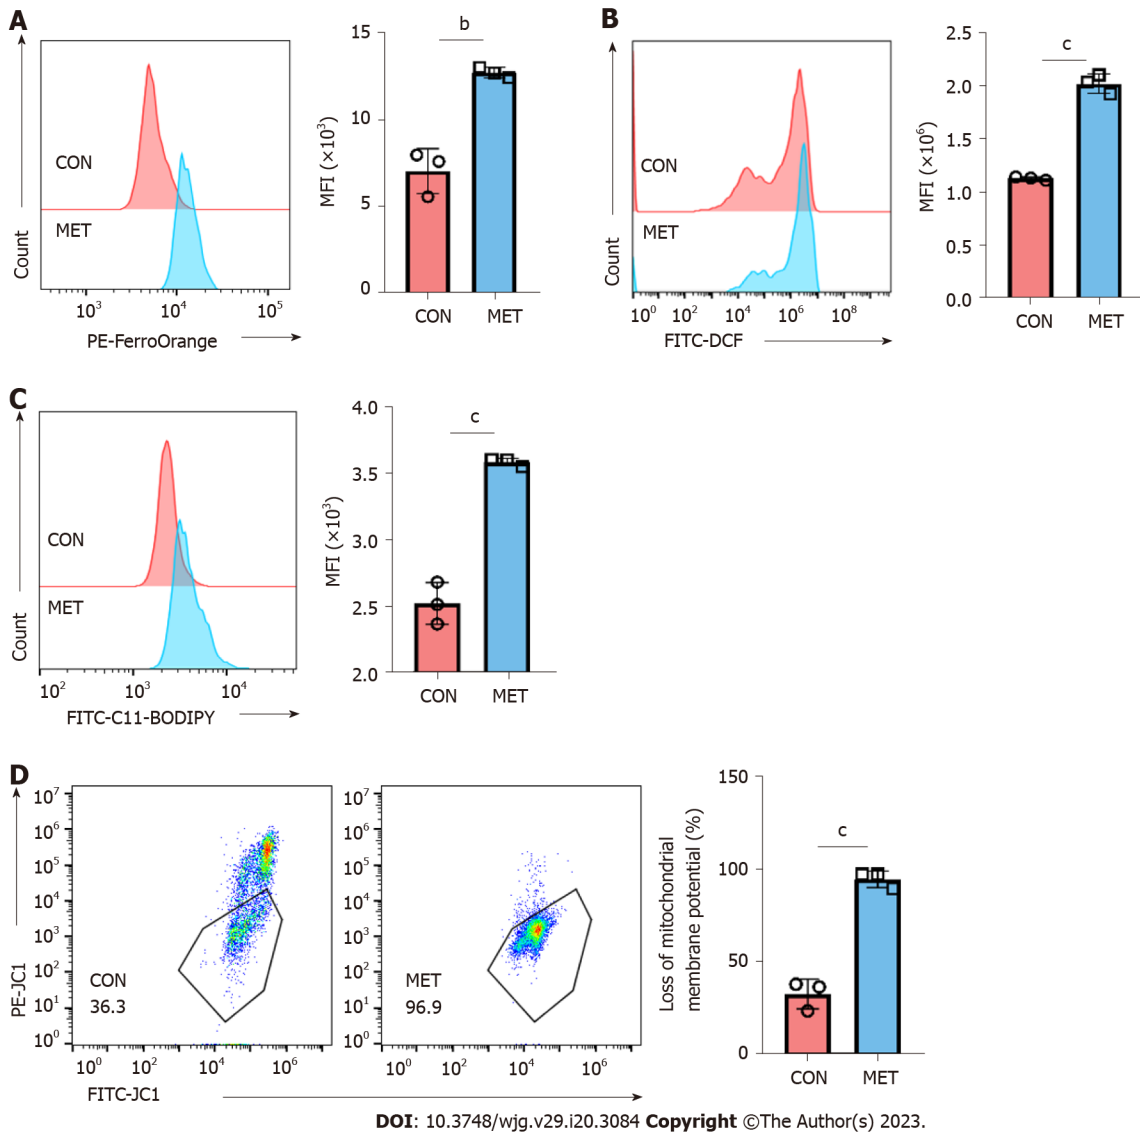 A
Count
CON
MET
10³ 10⁴ 10⁵
PE-FerroOrange
15
10
5
0
MFI (×10³)
b
CON MET
B
Count
CON
MET
10⁰ 10² 10⁴ 10⁶ 10⁸
FITC-DCF
2.5
2.0
1.5
1.0
0.5
0.0
MFI (×10⁶)
c
CON MET
C
Count
CON
MET
10² 10³ 10⁴
FITC-C11-BODIPY
4.0
3.5
3.0
2.5
2.0
MFI (×10³)
c
CON MET
D
PE-JC1
10⁷
10⁶
10⁵
10⁴
10³
10²
10¹
10⁰
CON
36.3
10⁰ 10² 10⁴ 10⁶
10⁷
10⁶
10⁵
10⁴
10³
10²
10¹
10⁰
MET
96.9
10⁰ 10² 10⁴ 10⁶
FITC-JC1
Loss of mitochondrial
membrane potential (%)
150
100
50
0
c
CON MET
DOI: 10.3748/wjg.v29.i20.3084 Copyright ©The Author(s) 2023.